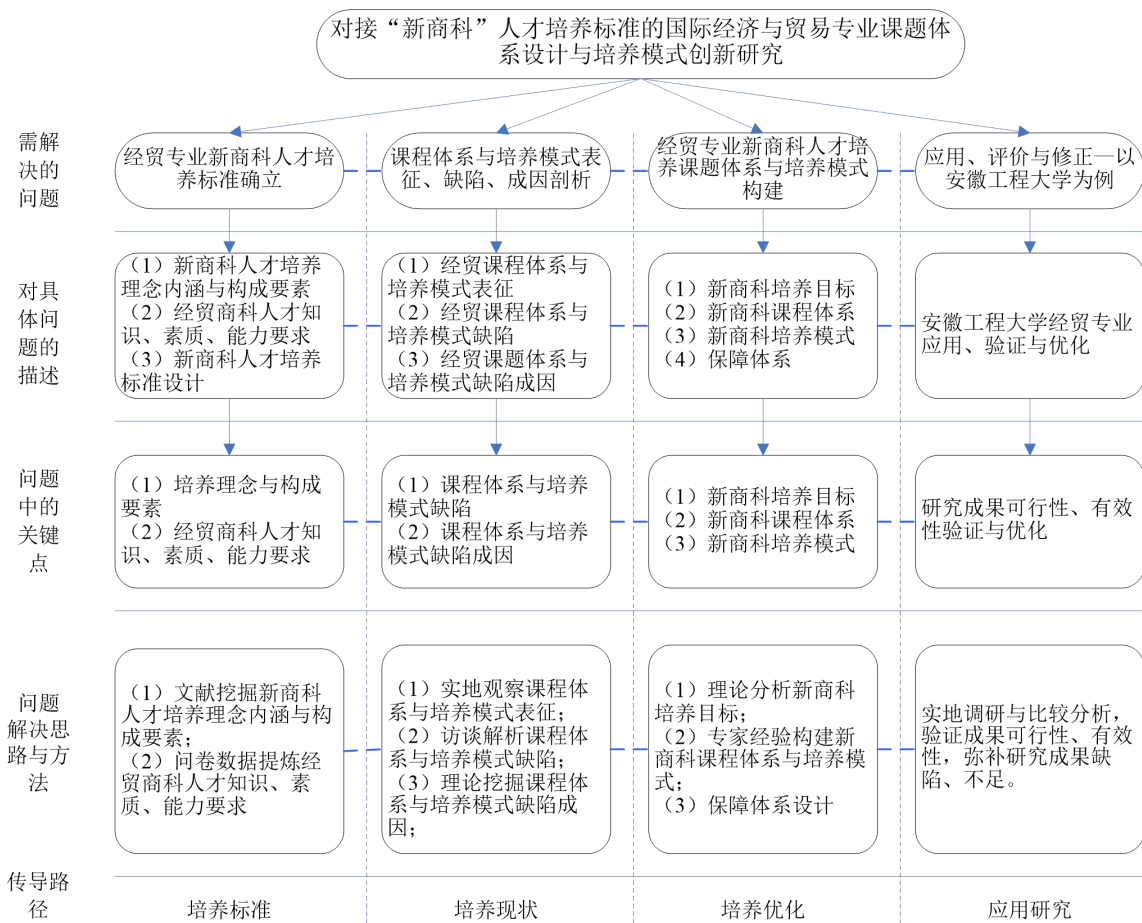 对接“新商科”人才培养标准的国际经济与贸易专业课题体
系设计与培养模式创新研究
需解
决的
问题
经贸专业新商科人才培
养标准确立
课程体系与培养模式表
征、缺陷、成因剖析
经贸专业新商科人才培
养课题体系与培养模式
构建
应用、评价与修正—以
安徽工程大学为例
对具
体问
题的
描述
（1）新商科人才培养
理念内涵与构成要素
（2）经贸商科人才知
识、素质、能力要求
（3）新商科人才培养
标准设计
（1）经贸课程体系与
培养模式表征
（2）经贸课程体系与
培养模式缺陷
（3）经贸课题体系与
培养模式缺陷成因
（1）新商科培养目标
（2）新商科课程体系
（3）新商科培养模式
（4）保障体系
安徽工程大学经贸专业
应用、验证与优化
问题
中的
关键
点
（1）培养理念与构成
要素
（2）经贸商科人才知
识、素质、能力要求
（1）课程体系与培养
模式缺陷
（2）课程体系与培养
模式缺陷成因
（1）新商科培养目标
（2）新商科课程体系
（3）新商科培养模式
研究成果可行性、有效
性验证与优化
问题
解决思
路与方
法
（1）文献挖掘新商科
人才培养理念内涵与构
成要素；
（2）问卷数据提炼经
贸商科人才知识、素
质、能力要求
（1）实地观察课程体
系与培养模式表征；
（2）访谈解析课程体
系与培养模式缺陷；
（3）理论挖掘课程体
系与培养模式缺陷成
因；
（1）理论分析新商科
培养目标；
（2）专家经验构建新
商科课程体系与培养模
式；
（3）保障体系设计
实地调研与比较分析，
验证成果可行性、有效
性，弥补研究成果缺
陷、不足。
传导路
径
培养标准
培养现状
培养优化
应用研究